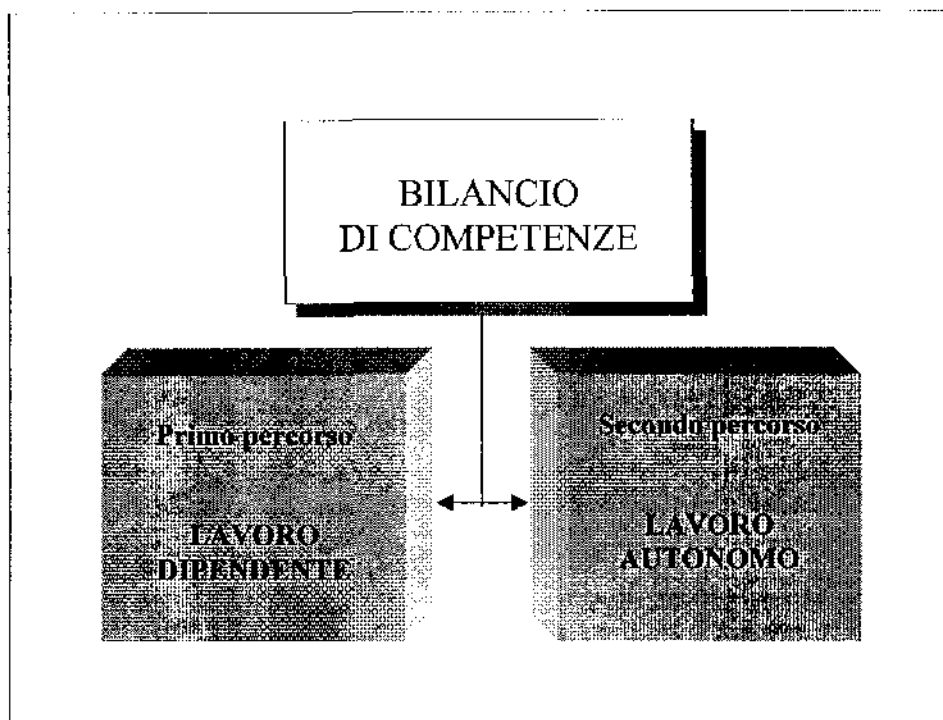 BILANCIO
DI COMPETENZE
Primo percorso
LAVORO
DIPENDENTE
Secondo percorso
LAVORO
AUTONOMO